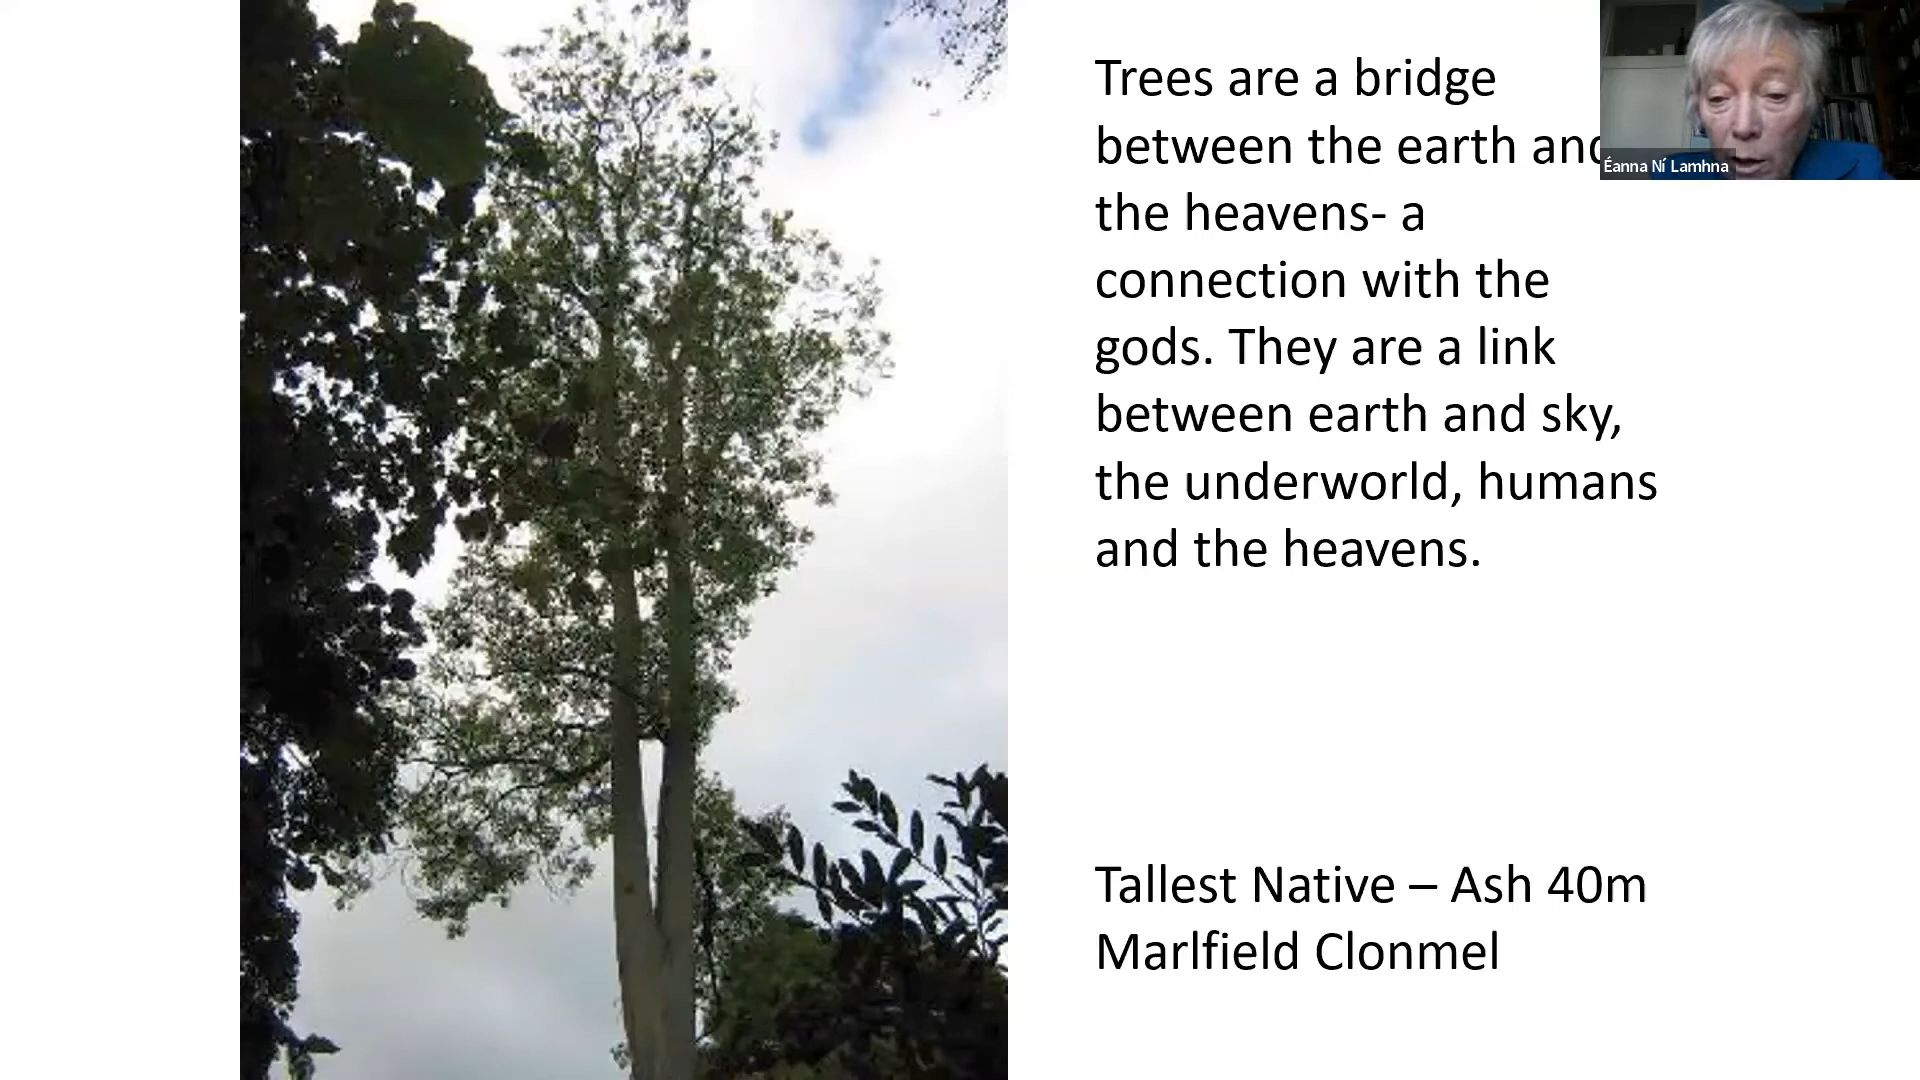 Trees are a bridge
between the earth and
the heavens- a
connection with the
gods. They are a link
between earth and sky,
the underworld, humans
and the heavens.
Tallest Native – Ash 40m
Marlfield Clonmel
Éanna Ní Lamhna